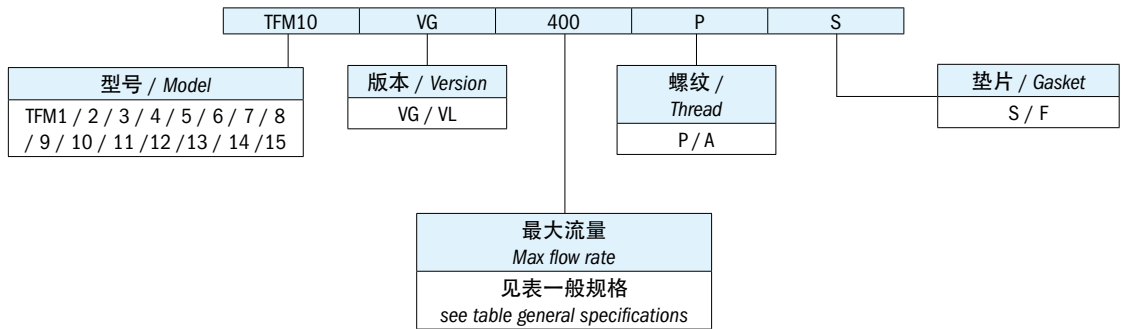 TFM10 VG 400 P S
型号 / Model
TFM1 / 2 / 3 / 4 / 5 / 6 / 7 / 8
/ 9 / 10 / 11 /12 /13/ 14 /15
版本 / Version
VG / VL
螺纹 /
Thread
P / A
垫片 / Gasket
S / F
最大流量
Max flow rate
见表一般规格
see table general specifications